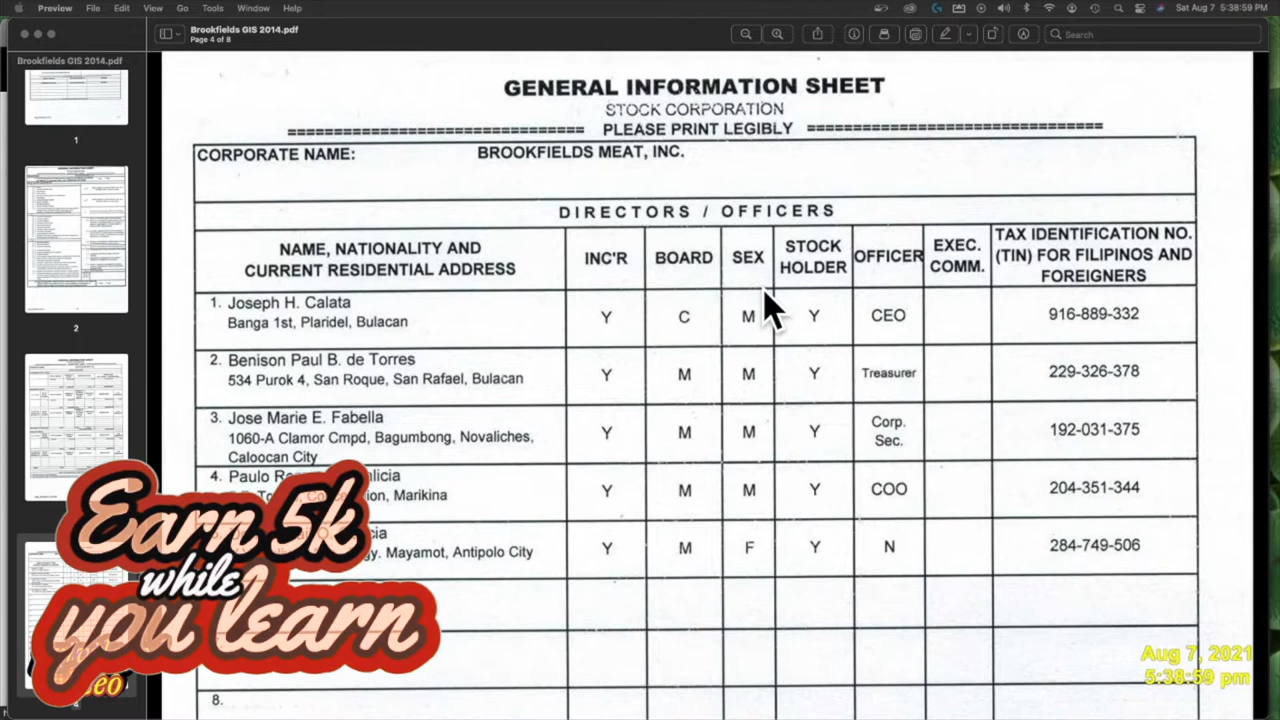 Preview File Edit View Go Tools Window Help
Sat Aug 7 5:38:59 PM
Brookfields GIS 2014.pdf
Page 4 of 8
Search
Brookfields GIS 2014.pdf
1
2
GENERAL INFORMATION SHEET
STOCK CORPORATION
============================== PLEASE PRINT LEGIBLY ==============================
CORPORATE NAME: BROOKFIELDS MEAT, INC.
DIRECTORS / OFFICERS
NAME, NATIONALITY AND CURRENT RESIDENTIAL ADDRESS INC'R BOARD SEX STOCK HOLDER OFFICER EXEC. COMM. TAX IDENTIFICATION NO. (TIN) FOR FILIPINOS AND FOREIGNERS
1. Joseph H. Calata
Banga 1st, Plaridel, Bulacan Y C M Y CEO 916-889-332
2. Benison Paul B. de Torres
534 Purok 4, San Roque, San Rafael, Bulacan Y M M Y Treasurer 229-326-378
3. Jose Marie E. Fabella
1060-A Clamor Cmpd, Bagumbong, Novaliches,
Caloocan City Y M M Y Corp. Sec. 192-031-375
4. Paulo
Marikina Y M M Y COO 204-351-344
Mayamot, Antipolo City Y M F Y N 284-749-506
8.
Earn 5k
while
you learn
Aug 7, 2021
5:38:59 pm